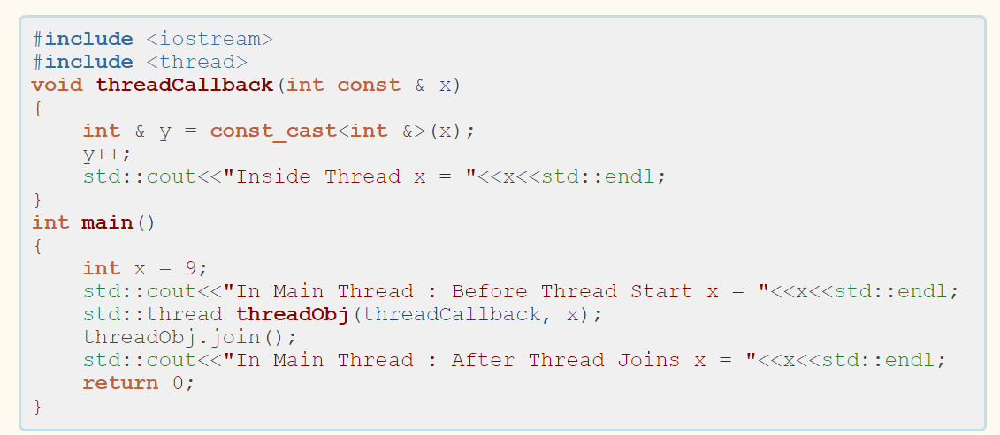 #include <iostream>
#include <thread>
void threadCallback(int const & x)
{
    int & y = const_cast<int &>(x);
    y++;
    std::cout<<"Inside Thread x = "<<x<<std::endl;
}
int main()
{
    int x = 9;
    std::cout<<"In Main Thread : Before Thread Start x = "<<x<<std::endl;
    std::thread threadObj(threadCallback, x);
    threadObj.join();
    std::cout<<"In Main Thread : After Thread Joins x = "<<x<<std::endl;
    return 0;
}